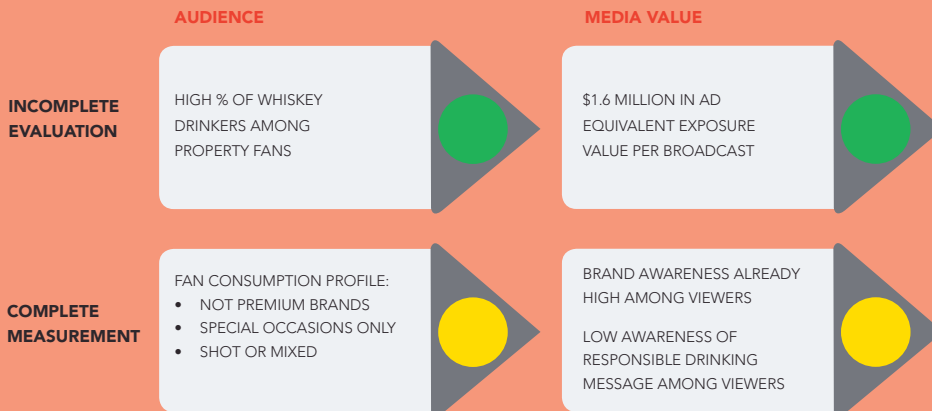 AUDIENCE
MEDIA VALUE
INCOMPLETE
EVALUATION
HIGH % OF WHISKEY
DRINKERS AMONG
PROPERTY FANS
$1.6 MILLION IN AD
EQUIVALENT EXPOSURE
VALUE PER BROADCAST
COMPLETE
MEASUREMENT
FAN CONSUMPTION PROFILE:
• NOT PREMIUM BRANDS
• SPECIAL OCCASIONS ONLY
• SHOT OR MIXED
BRAND AWARENESS ALREADY
HIGH AMONG VIEWERS
LOW AWARENESS OF
RESPONSIBLE DRINKING
MESSAGE AMONG VIEWERS